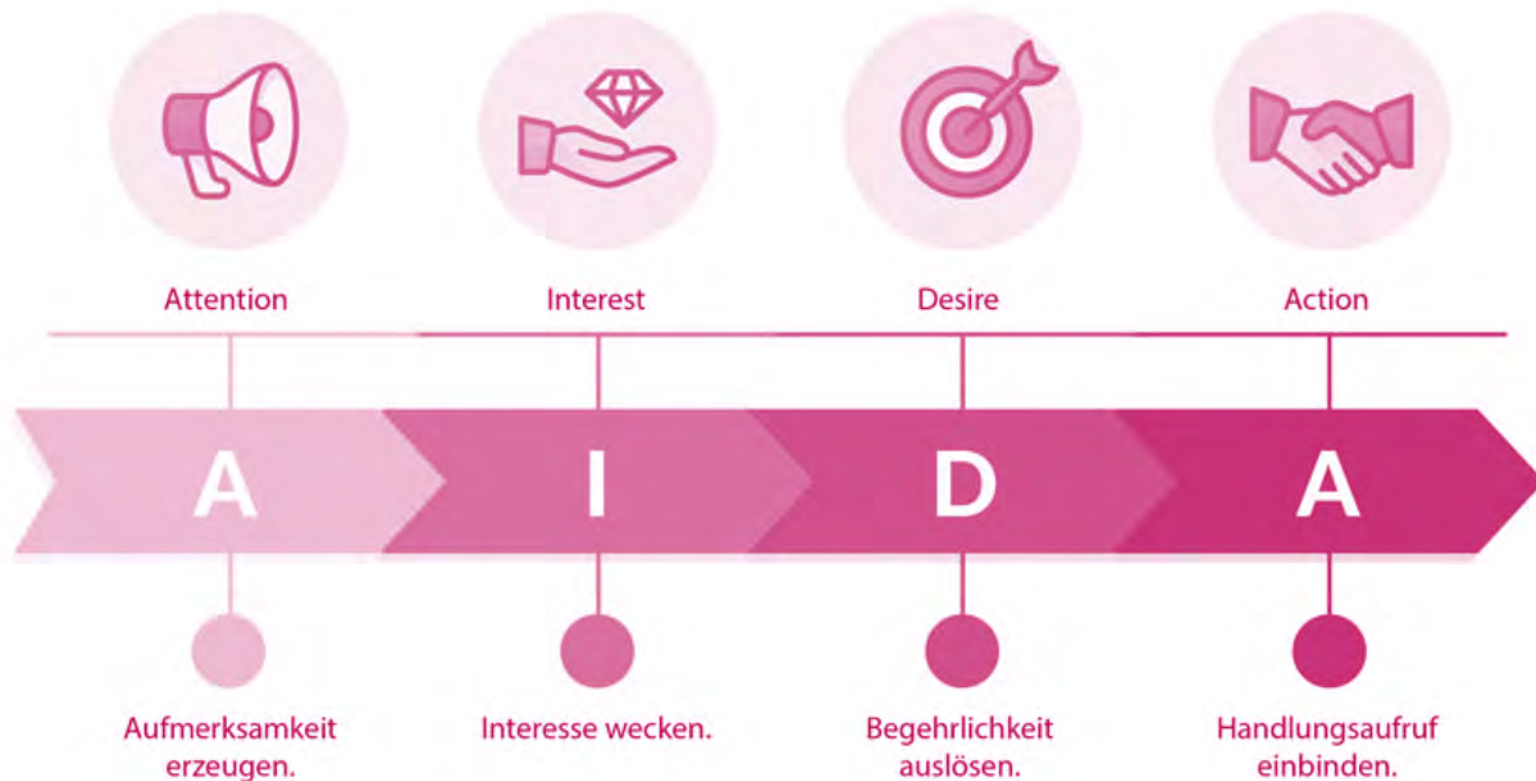 Attention
Interest
Desire
Action
A
I
D
A
Aufmerksamkeit
erzeugen.
Interesse wecken.
Begehrlichkeit
auslösen.
Handlungsaufruf
einbinden.